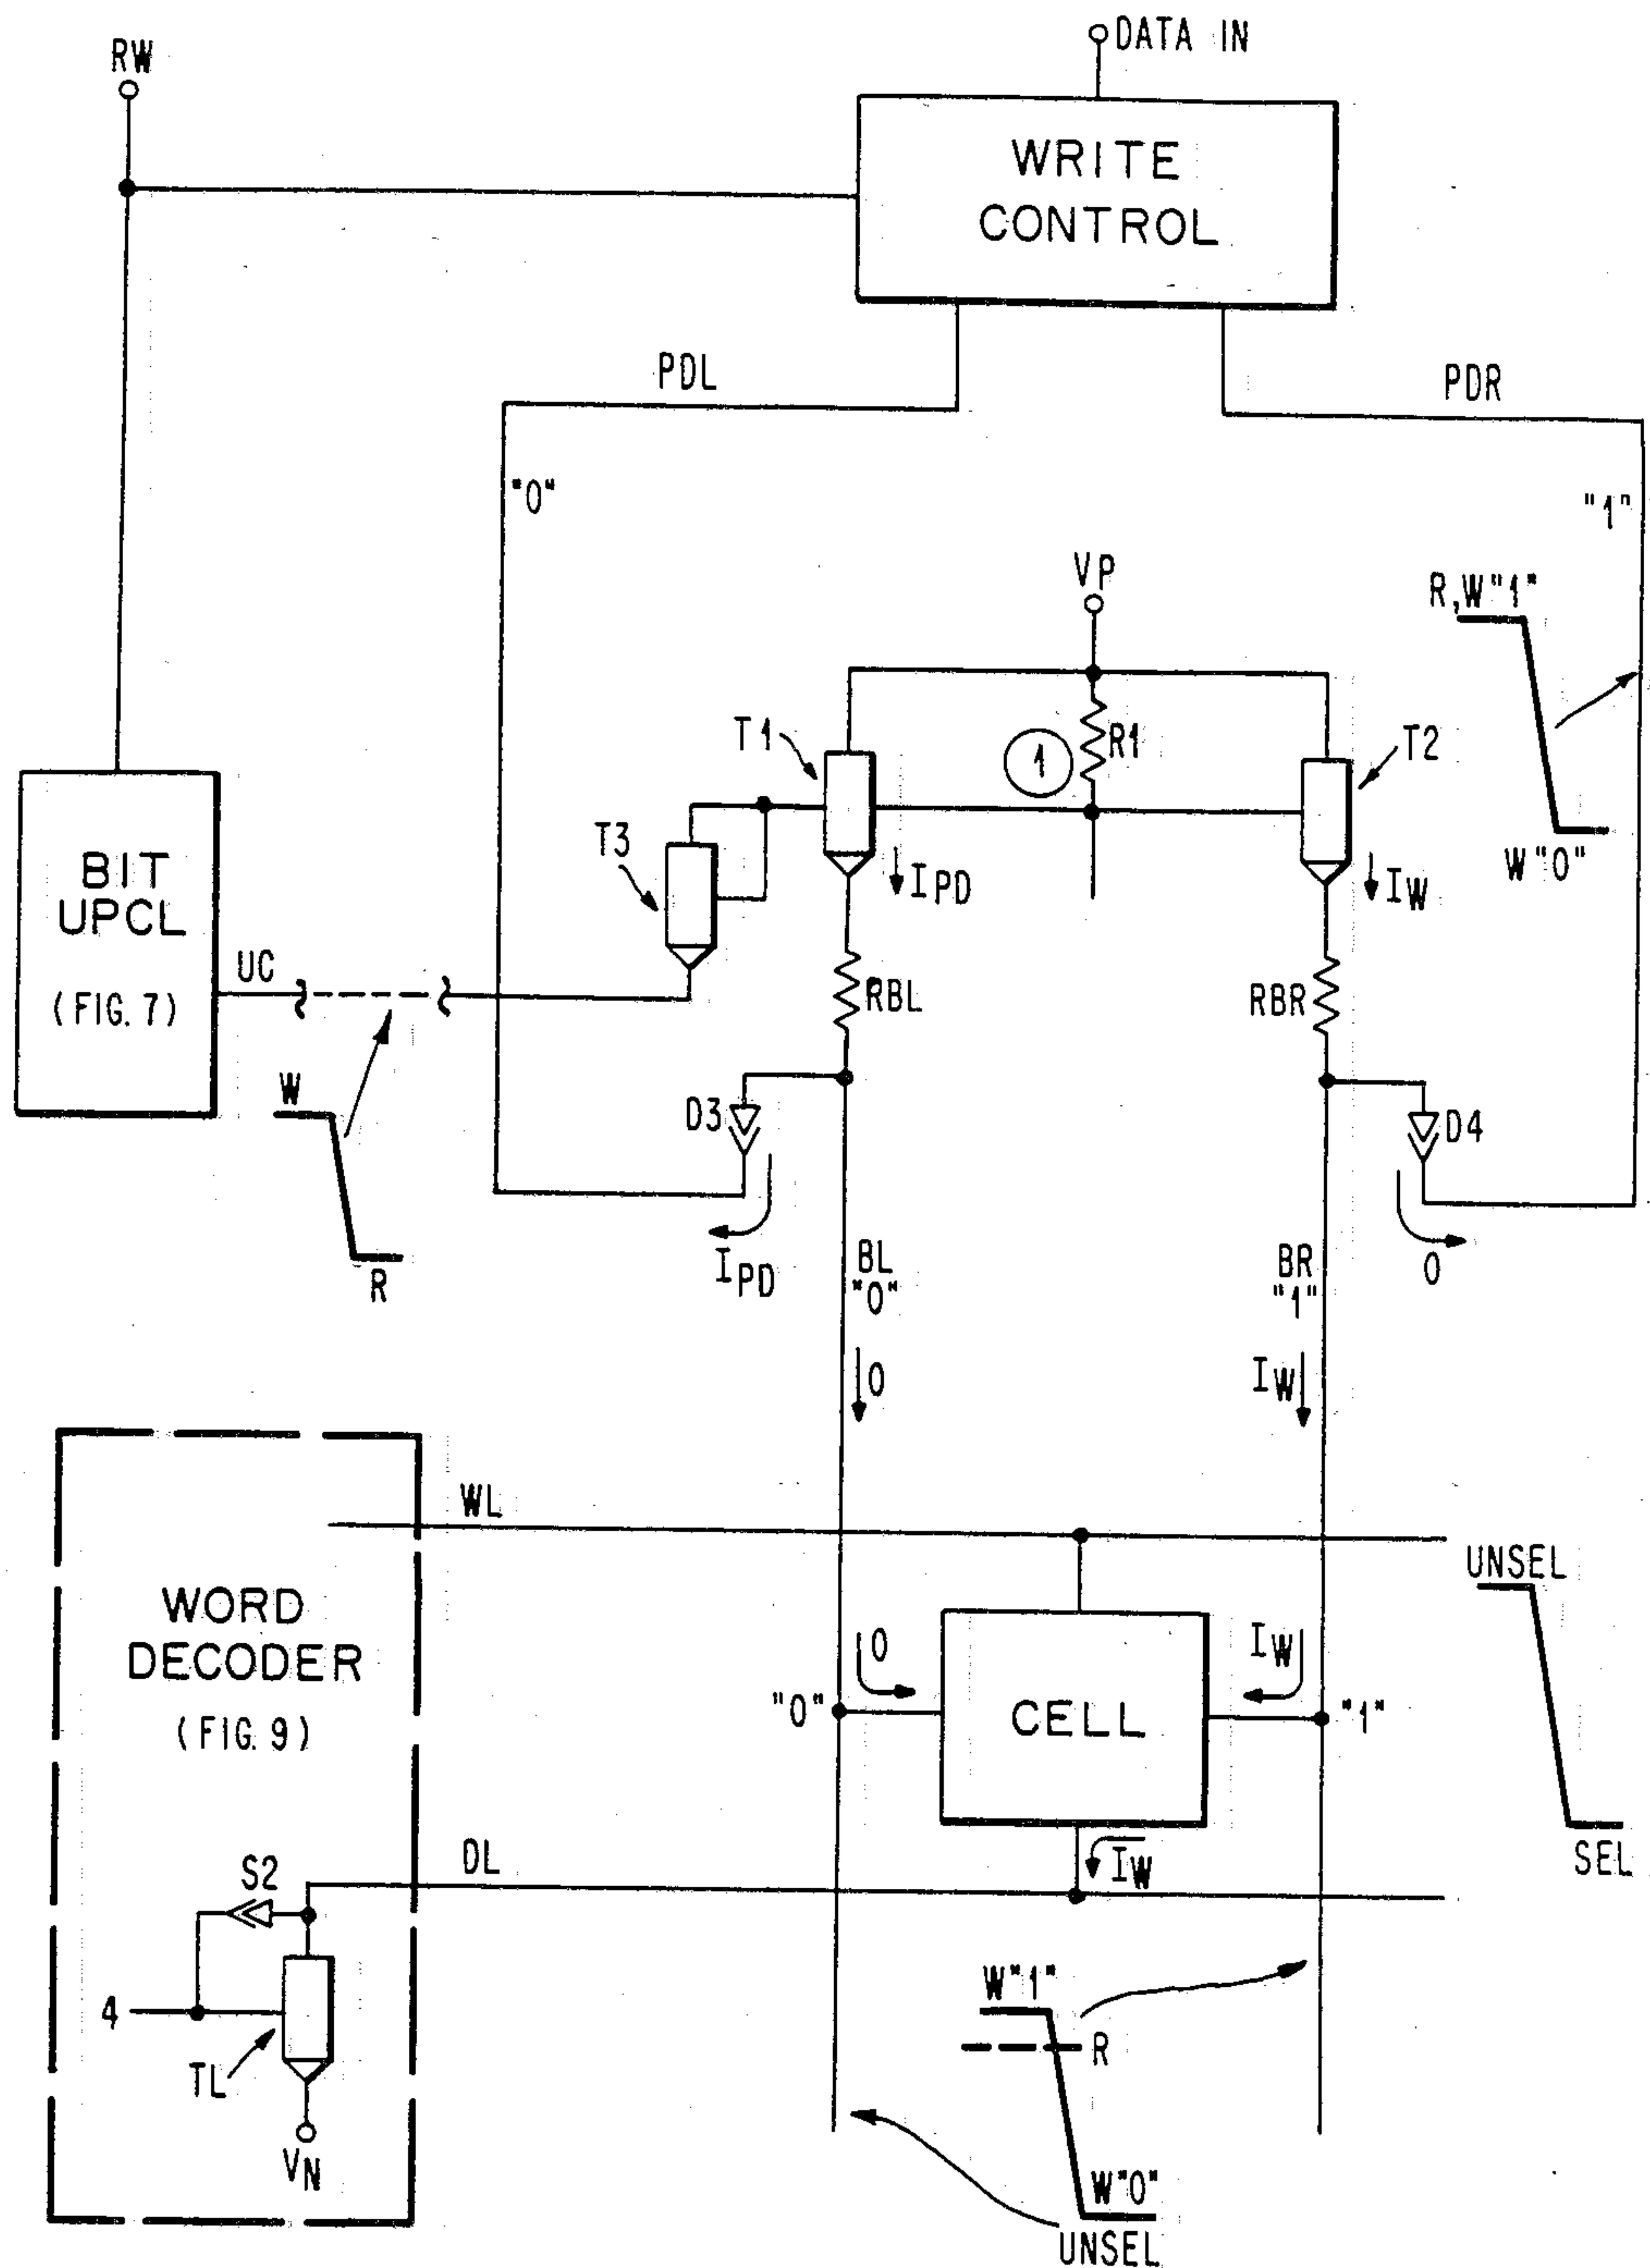 RW
DATA IN
WRITE
CONTROL
PDL
PDR
"0"
"1"
VP
R,W"1"
W"0"
T1
1
R1
T2
T3
IPD
IW
BIT
UPCL
(FIG. 7)
UC
RBL
RBR
W
R
D3
D4
IPD
0
BL
"0"
BR
"1"
0
IW
WL
UNSEL
SEL
WORD
DECODER
(FIG. 9)
0
IW
"0"
CELL
"1"
IW
DL
S2
4
TL
VN
W"1"
R
W"0"
UNSEL